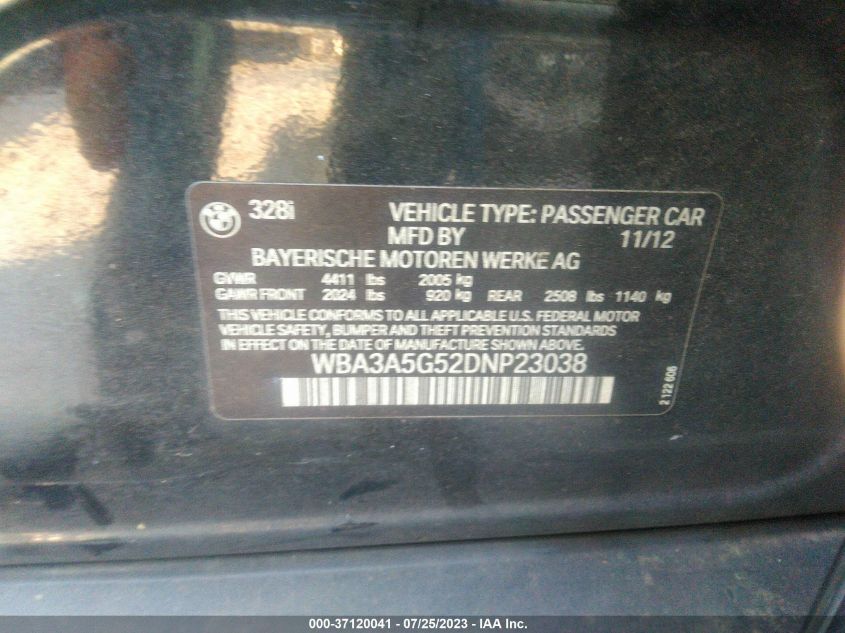 328i VEHICLE TYPE: PASSENGER CAR
MFD BY 11/12
BAYERISCHE MOTOREN WERKE AG
GVWR 4411 lbs 2005 kg
GAWR FRONT 2024 lbs 920 kg REAR 2508 lbs 1140 kg
THIS VEHICLE CONFORMS TO ALL APPLICABLE U.S. FEDERAL MOTOR
VEHICLE SAFETY, BUMPER AND THEFT PREVENTION STANDARDS
IN EFFECT ON THE DATE OF MANUFACTURE SHOWN ABOVE.
WBA3A5G52DNP23038
2 122 606
000-37120041 - 07/25/2023 - IAA Inc.